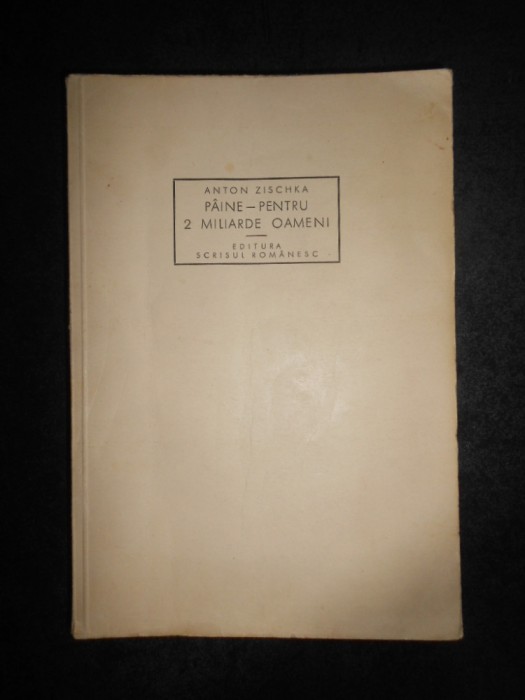 ANTON ZISCHKA
PÂINE — PENTRU
2 MILIARDE OAMENI
EDITURA
SCRISUL ROMÂNESC